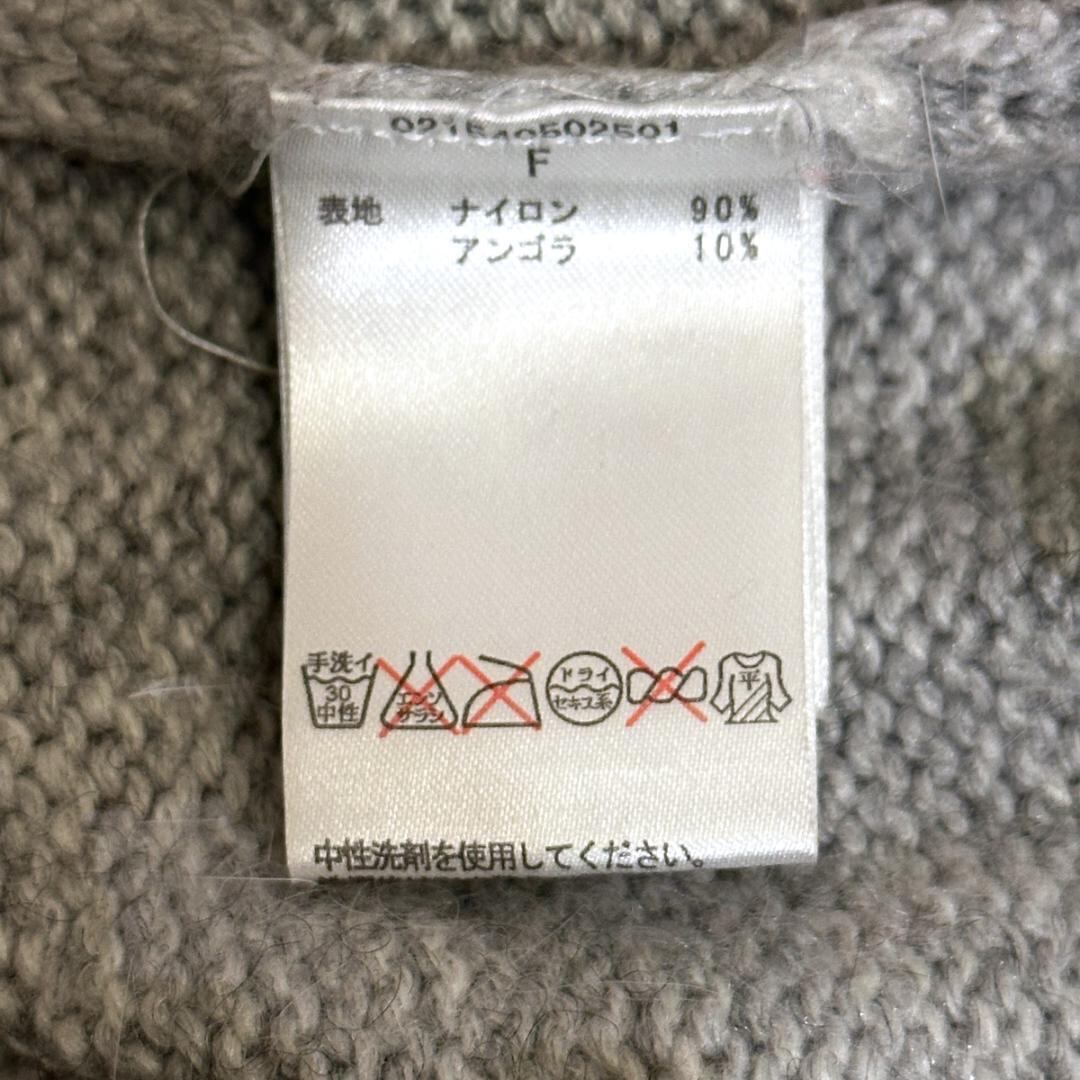 F
表地 ナイロン 90%
アンゴラ 10%
手洗イ 30 中性
エンソ サラシ
ドライ セキユ系
平
中性洗剤を使用してください。